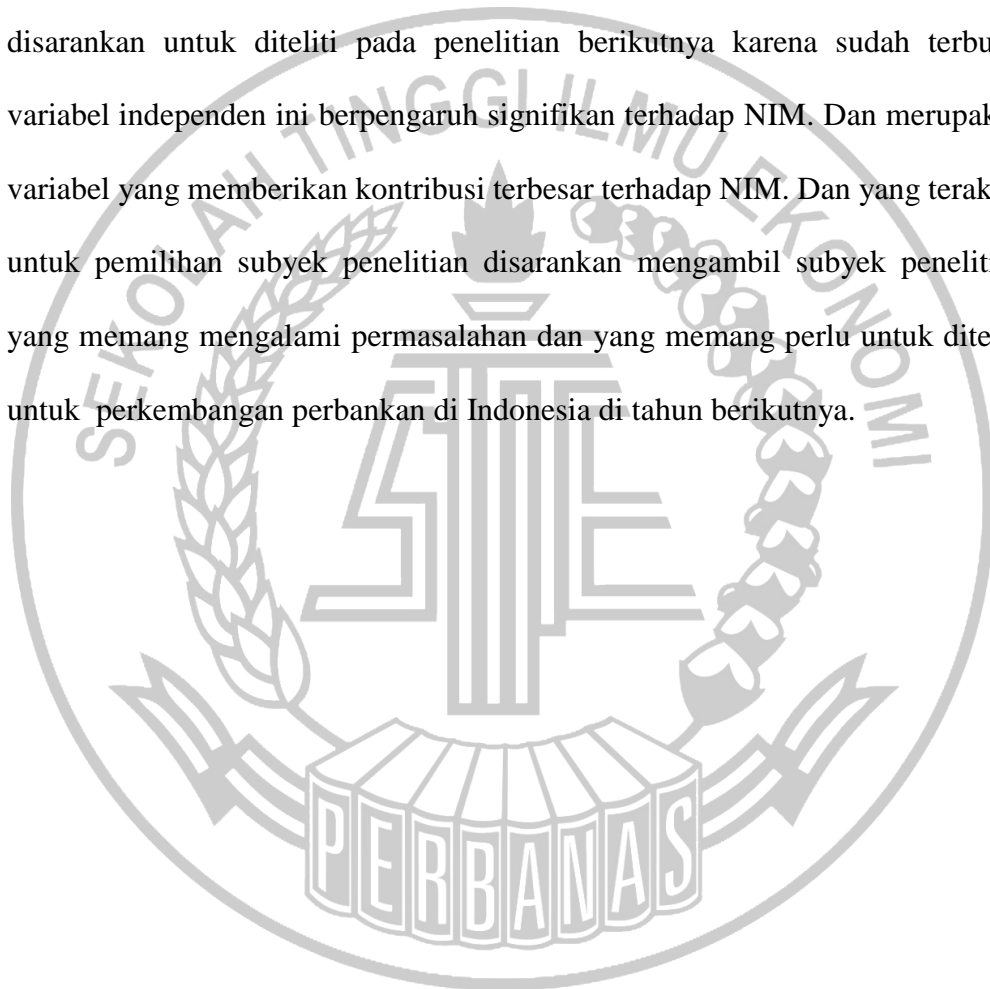 disarankan untuk diteliti pada penelitian berikutnya karena sudah terbu
variabel independen ini berpengaruh signifikan terhadap NIM. Dan merupak
variabel yang memberikan kontribusi terbesar terhadap NIM. Dan yang terak
untuk pemilihan subyek penelitian disarankan mengambil subyek penelit
yang memang mengalami permasalahan dan yang memang perlu untuk dite
untuk perkembangan perbankan di Indonesia di tahun berikutnya.
SEKOLAH TINGGI ILMU EKONOMI
PERBANAS